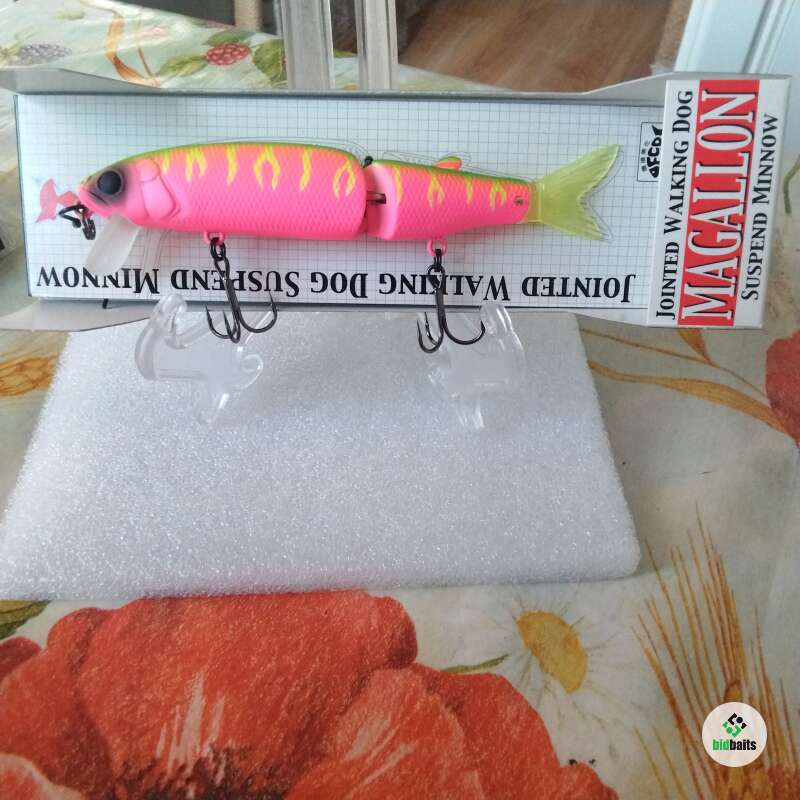 JOINTED WALKING DOG
MAGALLON
SUSPEND MINNOW
JOINTED WALKING DOG SUSPEND MINNOW
bidbaits